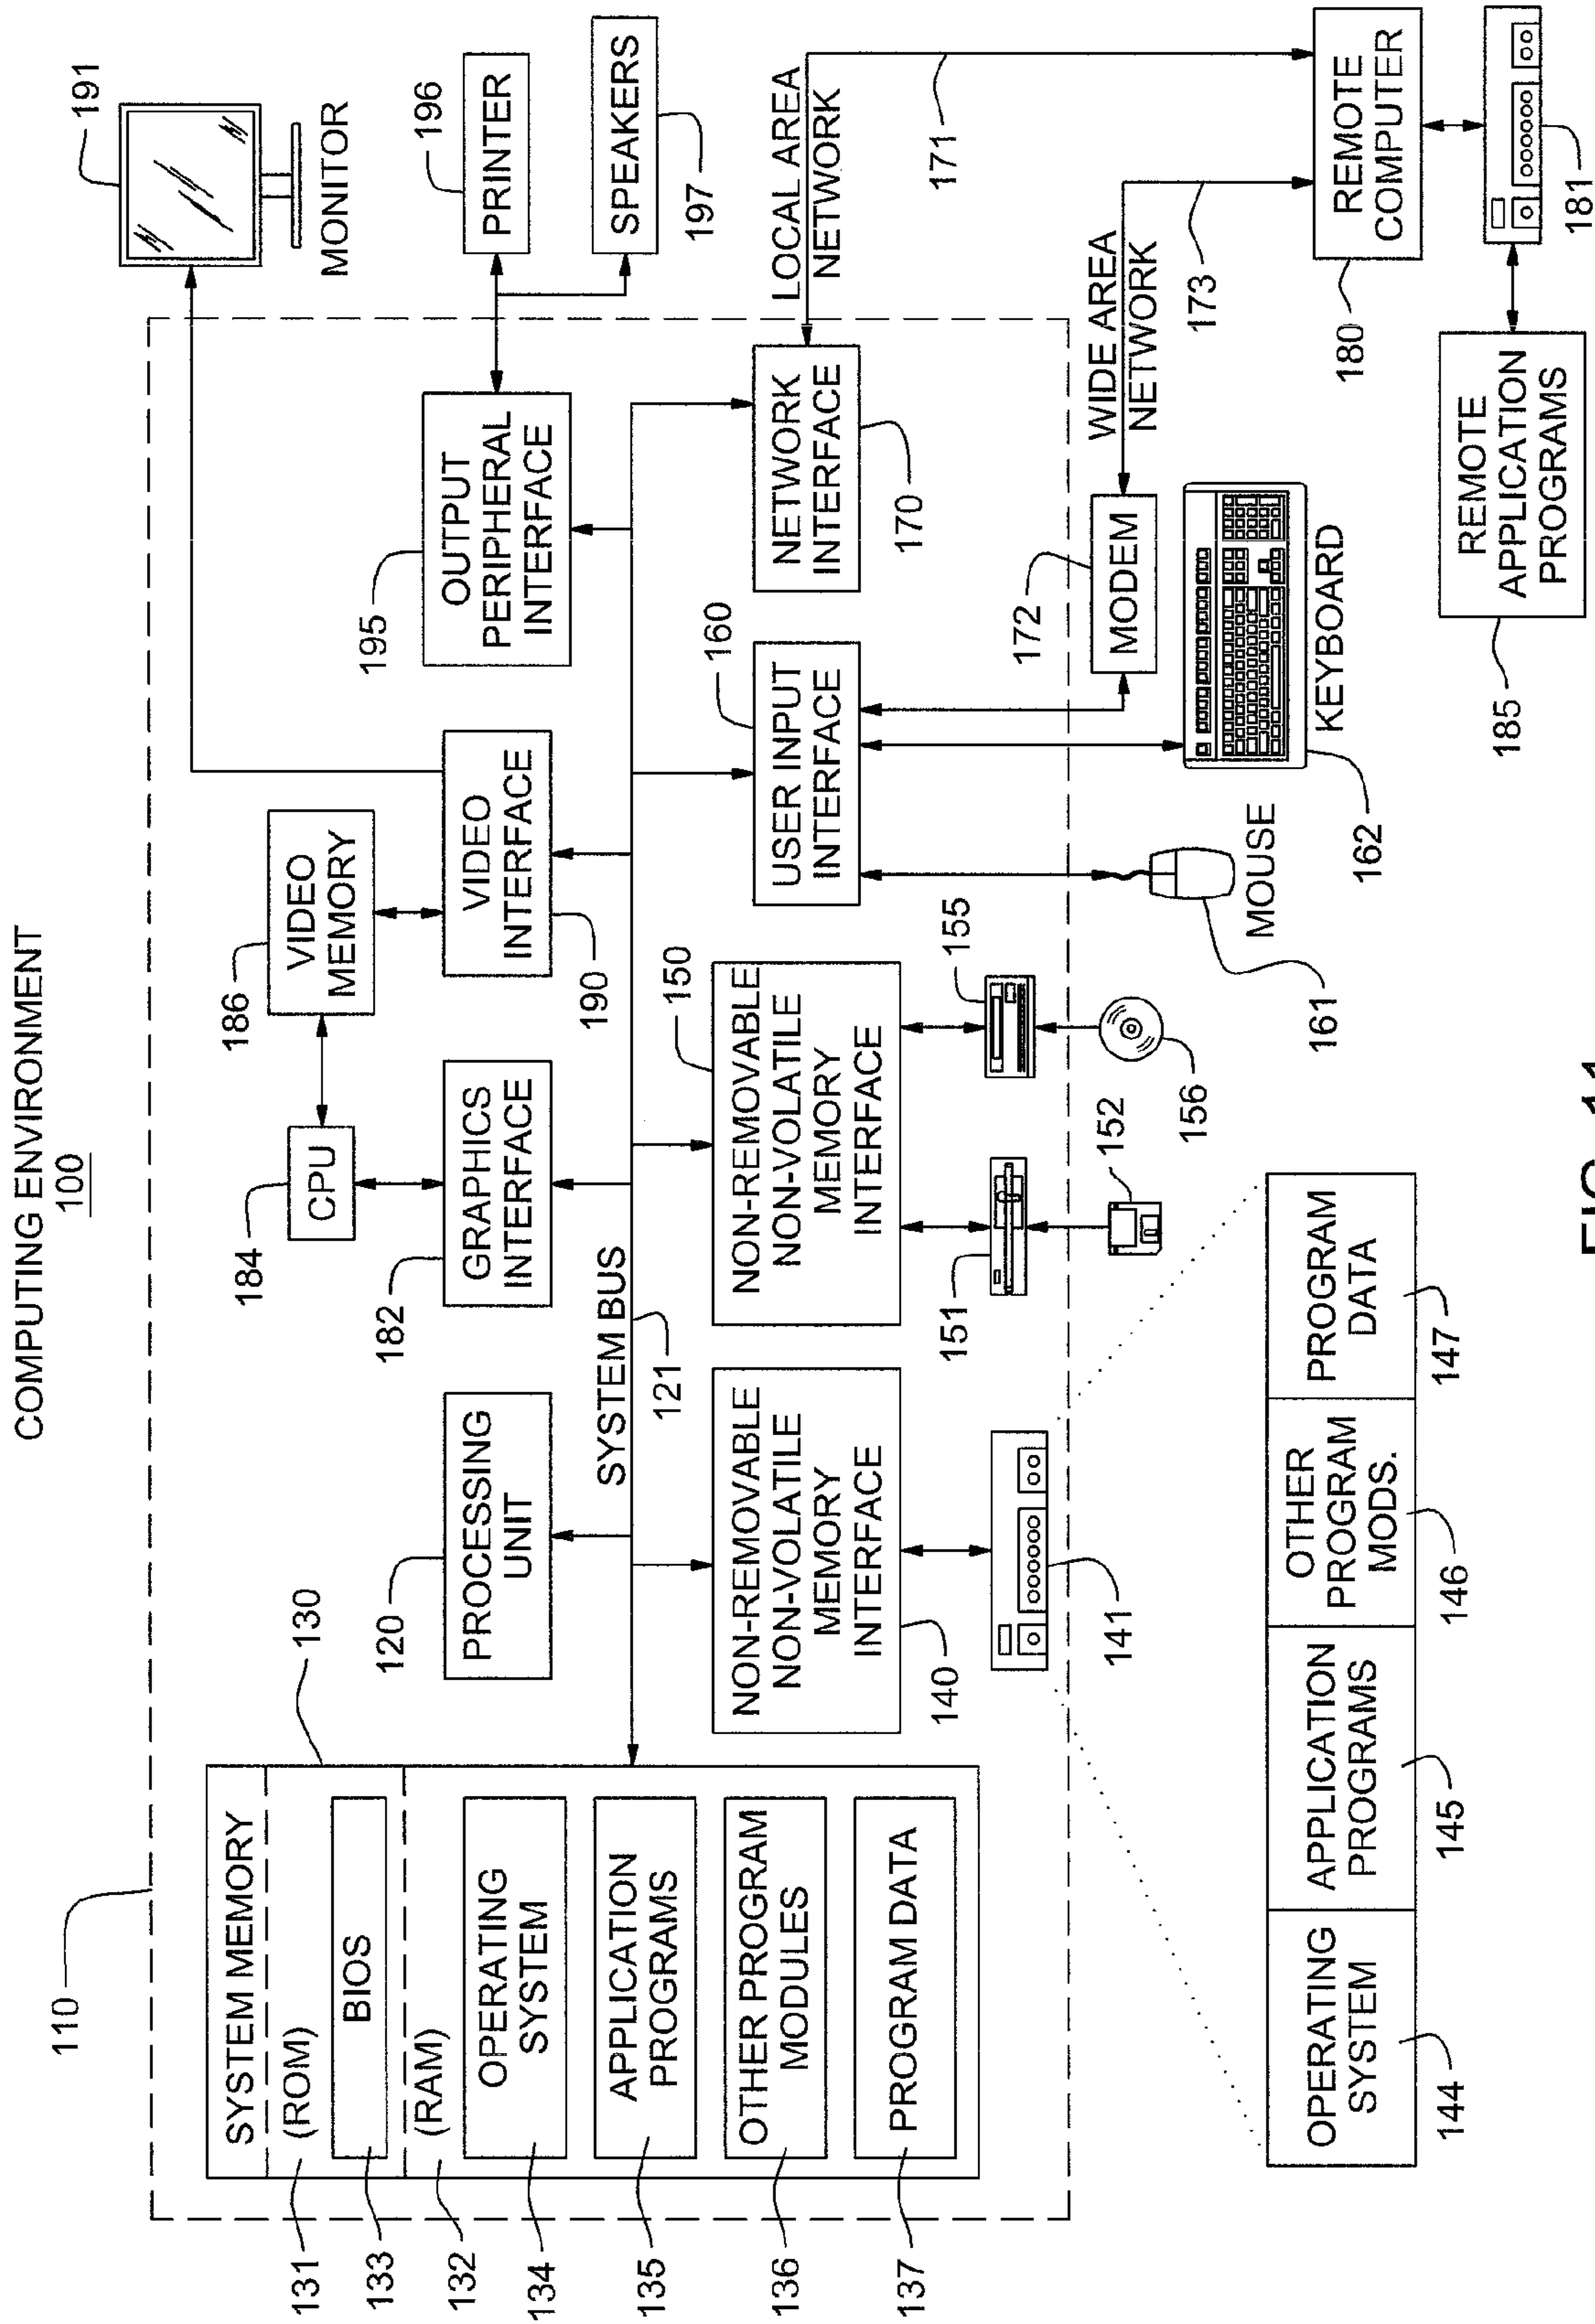 COMPUTING ENVIRONMENT
100
110
130
SYSTEM MEMORY
(ROM)
131
BIOS
133
(RAM)
132
OPERATING
SYSTEM
134
APPLICATION
PROGRAMS
135
OTHER PROGRAM
MODULES
136
PROGRAM DATA
137
120
PROCESSING
UNIT
184
CPU
182
GRAPHICS
INTERFACE
186
VIDEO
MEMORY
VIDEO
INTERFACE
190
191
MONITOR
195
OUTPUT
PERIPHERAL
INTERFACE
196
PRINTER
SPEAKERS
197
SYSTEM BUS
121
NON-REMOVABLE
NON-VOLATILE
MEMORY
INTERFACE
140
141
150
NON-REMOVABLE
NON-VOLATILE
MEMORY
INTERFACE
151
152
155
156
160
USER INPUT
INTERFACE
NETWORK
INTERFACE
170
LOCAL AREA
NETWORK
171
172
MODEM
WIDE AREA
NETWORK
173
MOUSE
161
KEYBOARD
162
REMOTE
COMPUTER
180
181
REMOTE
APPLICATION
PROGRAMS
185
OPERATING
SYSTEM
144
APPLICATION
PROGRAMS
145
OTHER
PROGRAM
MODS.
146
PROGRAM
DATA
147